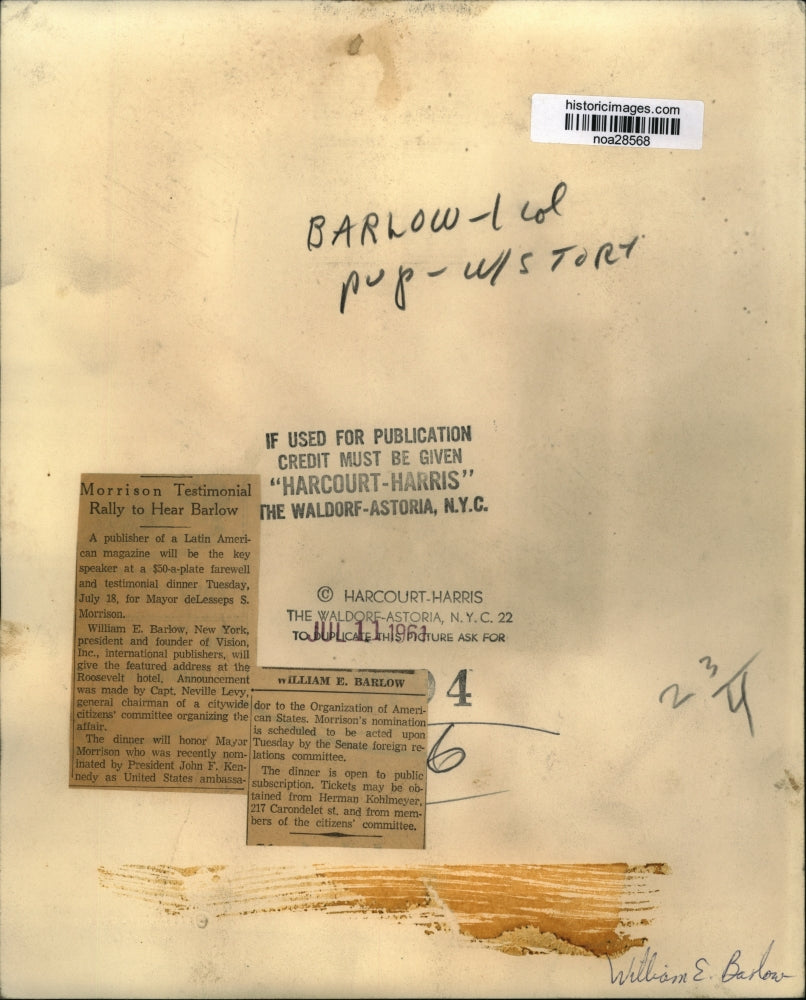 historicimages.com
noa28568
BARLOW-1 col
pup - W/STORY
IF USED FOR PUBLICATION
CREDIT MUST BE GIVEN
"HARCOURT-HARRIS"
THE WALDORF-ASTORIA, N.Y.C.
© HARCOURT-HARRIS
THE WALDORF-ASTORIA, N.Y.C. 22
TO DUPLICATE THIS PICTURE ASK FOR
JUL 11 1961
4
6
Morrison Testimonial
Rally to Hear Barlow
A publisher of a Latin Ameri-
can magazine will be the key
speaker at a $50-a-plate farewell
and testimonial dinner Tuesday,
July 18, for Mayor deLesseps S.
Morrison.
William E. Barlow, New York,
president and founder of Vision,
Inc., international publishers, will
give the featured address at the
Roosevelt hotel. Announcement
was made by Capt. Neville Levy,
general chairman of a citywide
citizens' committee organizing the
affair.
The dinner will honor Mayor
Morrison who was recently nom-
inated by President John F. Ken-
nedy as United States ambassa-
WILLIAM E. BARLOW
dor to the Organization of Ameri-
can States. Morrison's nomination
is scheduled to be acted upon
Tuesday by the Senate foreign re-
lations committee.
The dinner is open to public
subscription. Tickets may be ob-
tained from Herman Kohlmeyer,
217 Carondelet st. and from mem-
bers of the citizens' committee.
William E. Barlow